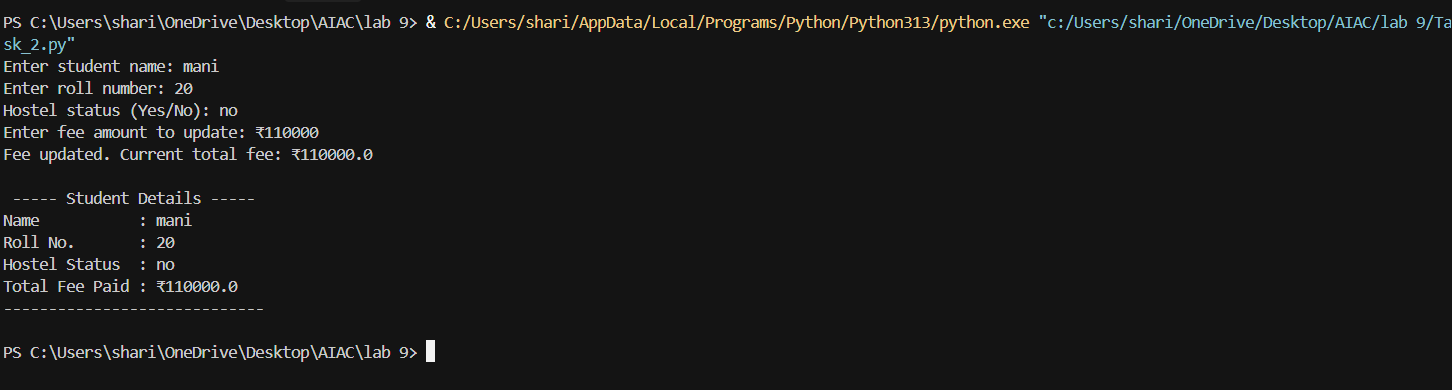 PS C:\Users\shari\OneDrive\Desktop\AIAC\lab 9> & C:/Users/shari/AppData/Local/Programs/Python/Python313/python.exe "c:/Users/shari/OneDrive/Desktop/AIAC/lab 9/Ta
sk_2.py"
Enter student name: mani
Enter roll number: 20
Hostel status (Yes/No): no
Enter fee amount to update: ₹110000
Fee updated. Current total fee: ₹110000.0
----- Student Details -----
Name           : mani
Roll No.       : 20
Hostel Status  : no
Total Fee Paid : ₹110000.0
-----------------------------
PS C:\Users\shari\OneDrive\Desktop\AIAC\lab 9>